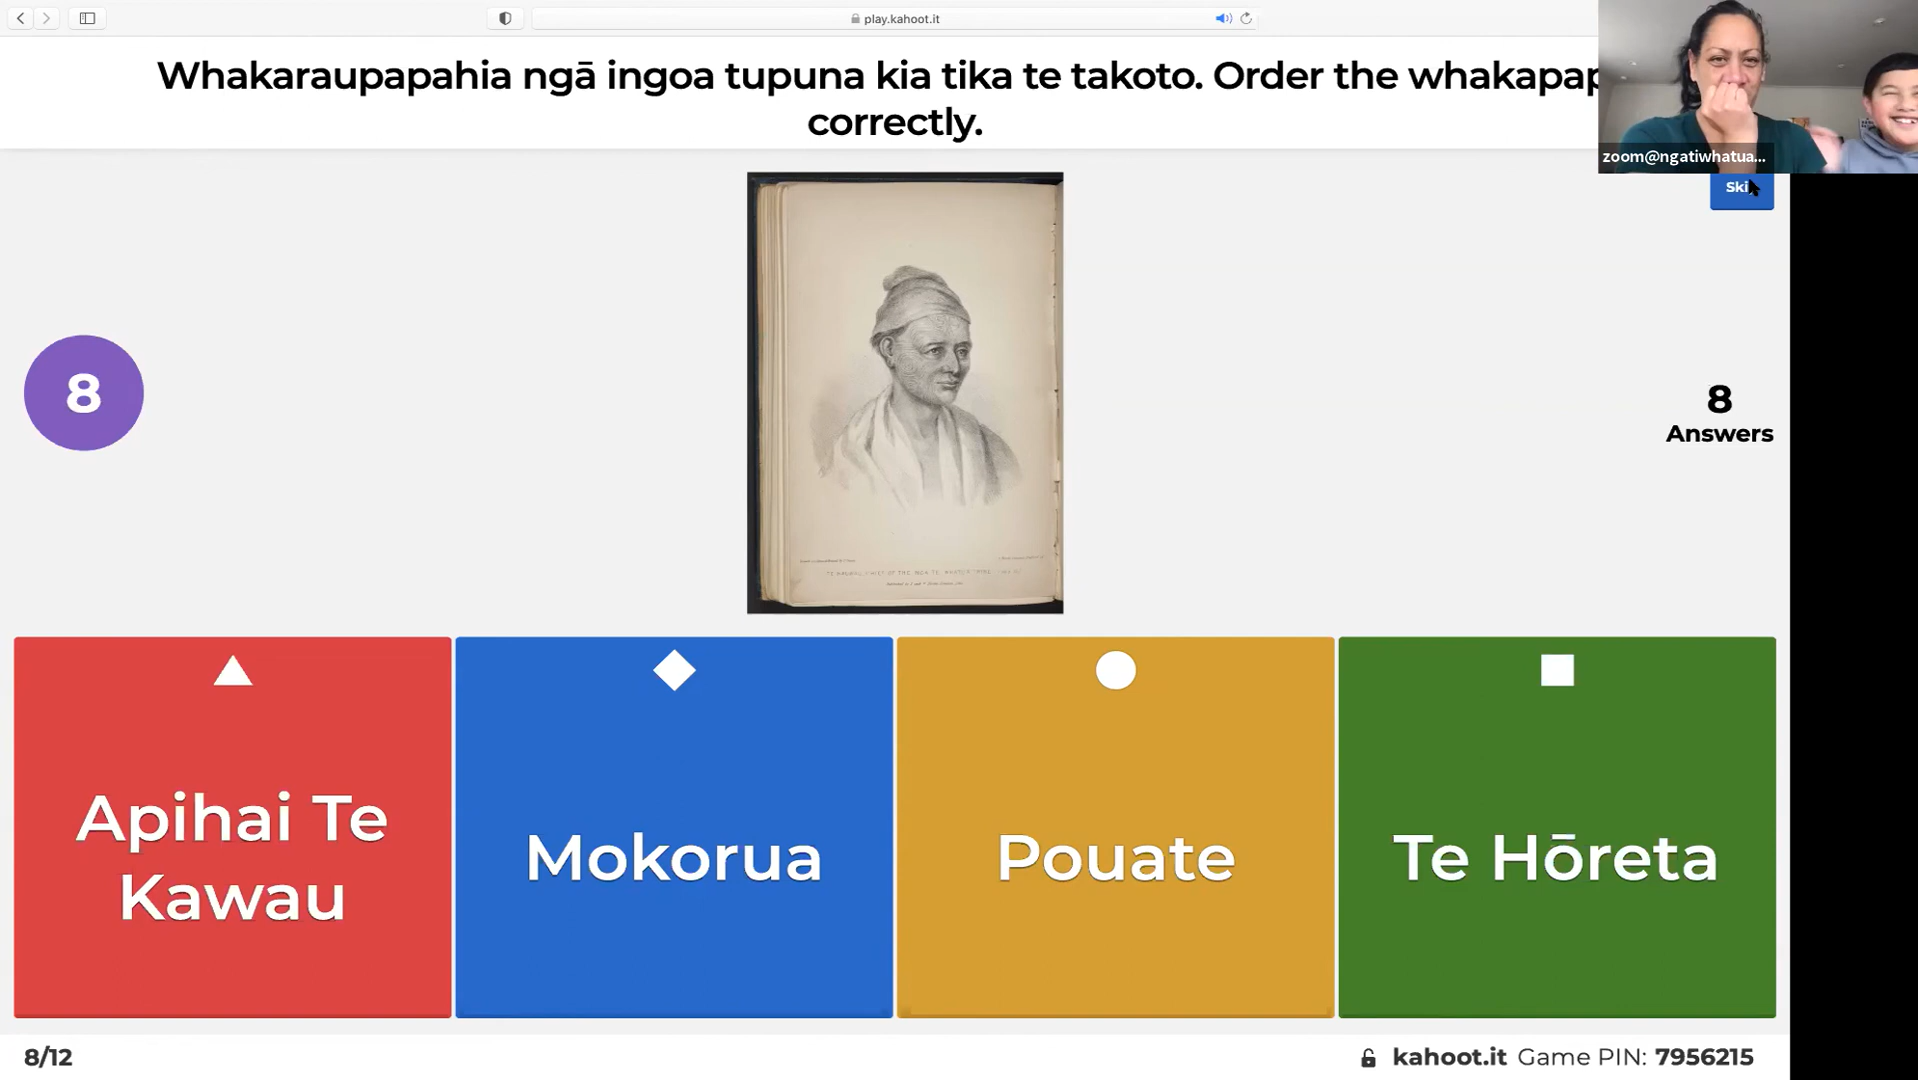 play.kahoot.it
Whakaraupapahia ngā ingoa tupuna kia tika te takoto. Order the whakapap
correctly.
zoom@ngatiwhatua...
Ski
8
8
Answers
Apihai Te
Kawau
Mokorua
Pouate
Te Hōreta
8/12
kahoot.it Game PIN: 7956215